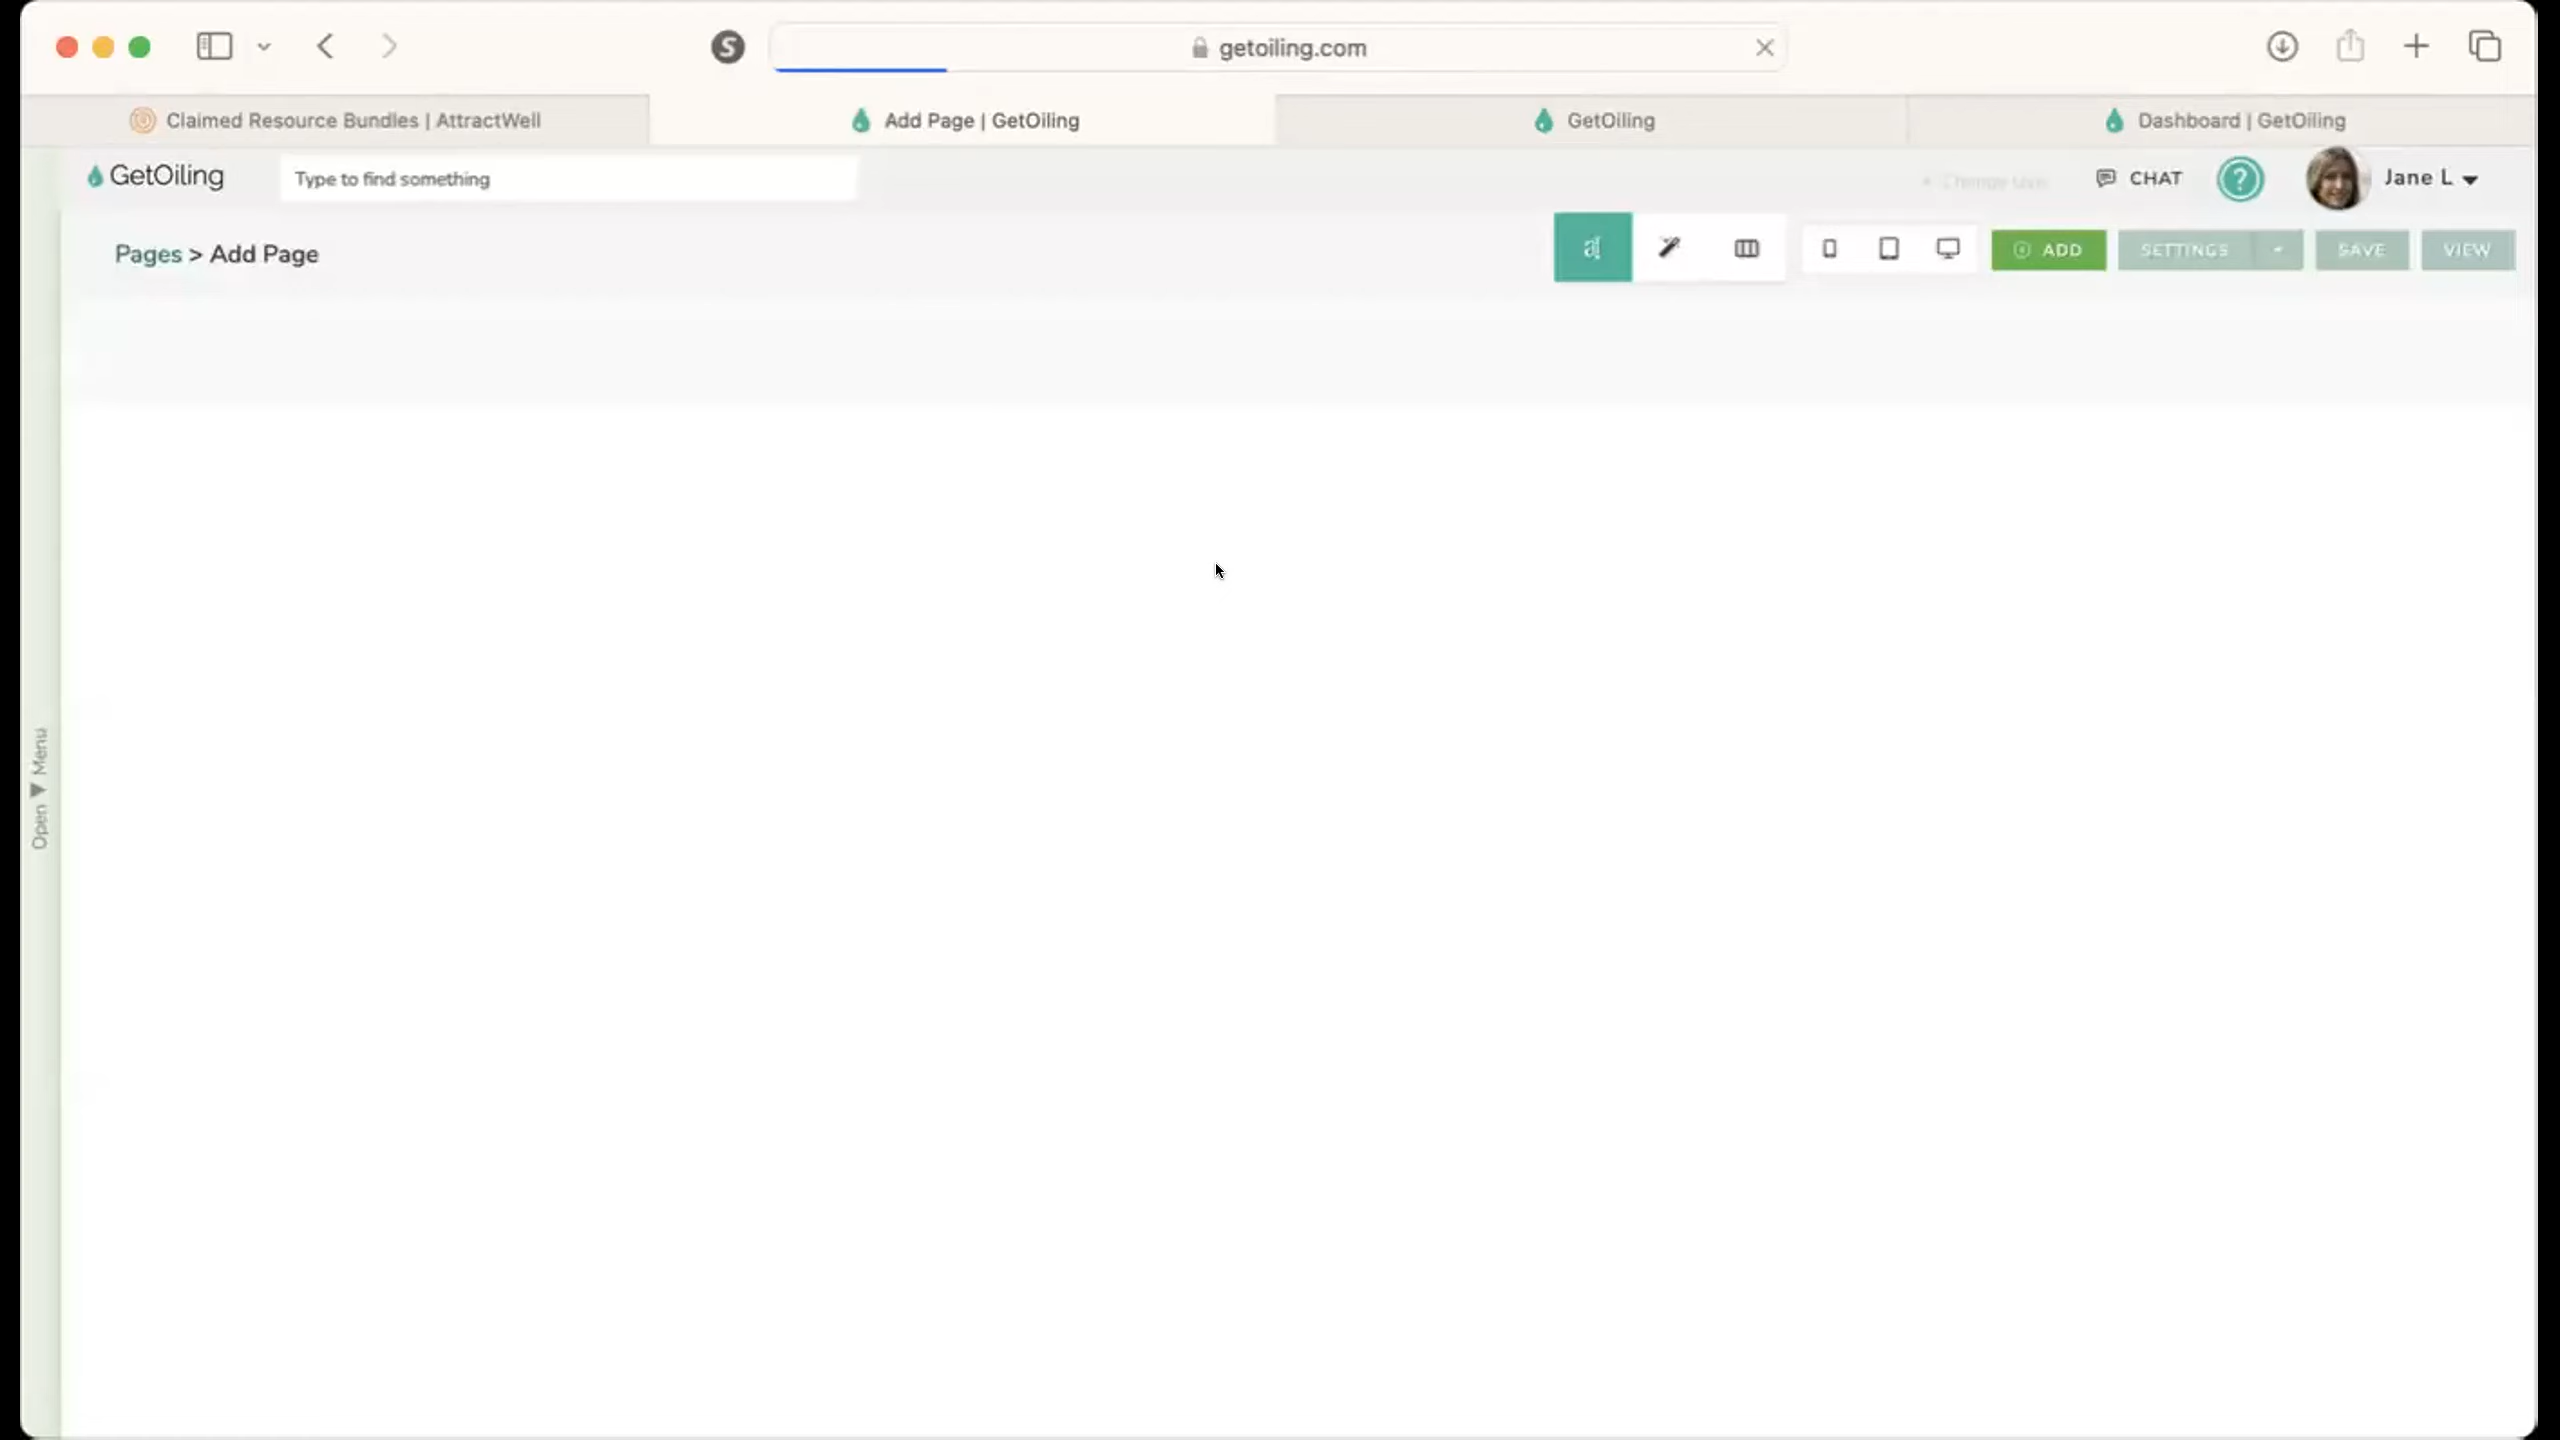 getoiling.com
Claimed Resource Bundles | AttractWell
Add Page | GetOiling
GetOiling
Dashboard | GetOiling
GetOiling
Type to find something
CHAT
?
Jane L
Pages > Add Page
ADD
SETTINGS
SAVE
VIEW
Open Menu